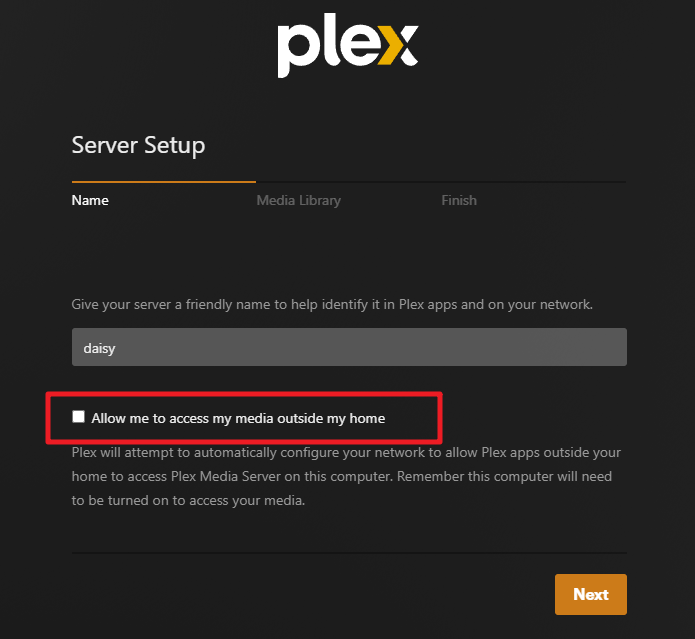 plex
Server Setup
Name
Media Library
Finish
Give your server a friendly name to help identify it in Plex apps and on your network.
daisy
Allow me to access my media outside my home
Plex will attempt to automatically configure your network to allow Plex apps outside your
home to access Plex Media Server on this computer. Remember this computer will need
to be turned on to access your media.
Next